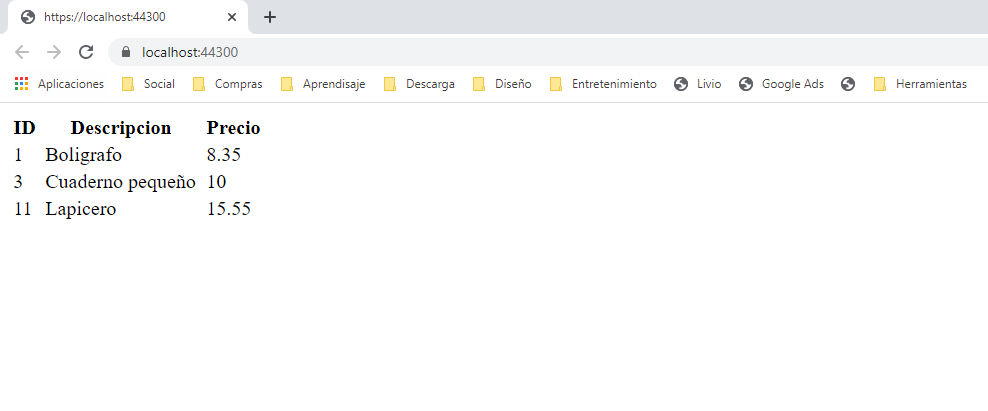 https://localhost:44300
localhost:44300
Aplicaciones Social Compras Aprendisaje Descarga Diseño Entretenimiento Livio Google Ads Herramientas
ID Descripcion Precio
1 Boligrafo 8.35
3 Cuaderno pequeño 10
11 Lapicero 15.55